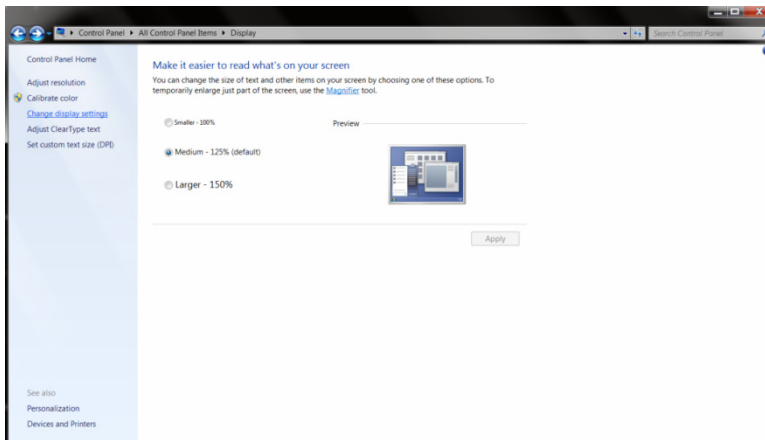 Control Panel ▸ All Control Panel Items ▸ Display
Search Control Panel
Control Panel Home
Adjust resolution
Calibrate color
Change display settings
Adjust ClearType text
Set custom text size (DPI)
Make it easier to read what's on your screen
You can change the size of text and other items on your screen by choosing one of these options. To
temporarily enlarge just part of the screen, use the Magnifier tool.
Smaller - 100%
Preview
Medium - 125% (default)
Larger - 150%
Apply
See also
Personalization
Devices and Printers